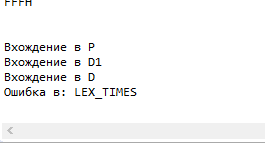 FFFH
Вхождение в P
Вхождение в D1
Вхождение в D
Ошибка в: LEX_TIMES